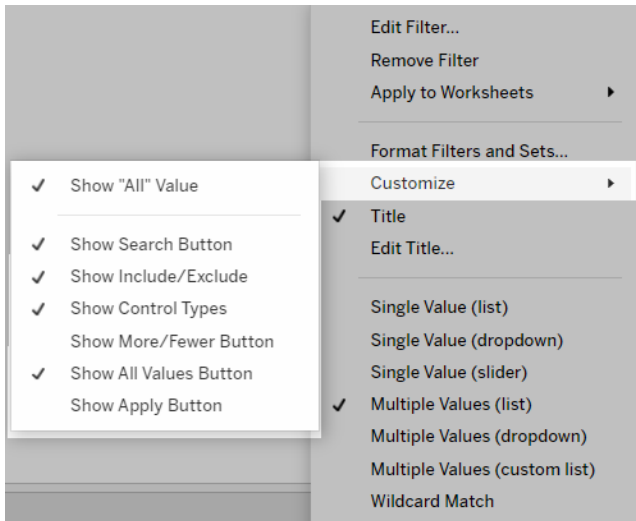 Edit Filter...
Remove Filter
Apply to Worksheets
Format Filters and Sets...
Customize
Title
Edit Title...
Single Value (list)
Single Value (dropdown)
Single Value (slider)
Multiple Values (list)
Multiple Values (dropdown)
Multiple Values (custom list)
Wildcard Match
Show "All" Value
Show Search Button
Show Include/Exclude
Show Control Types
Show More/Fewer Button
Show All Values Button
Show Apply Button